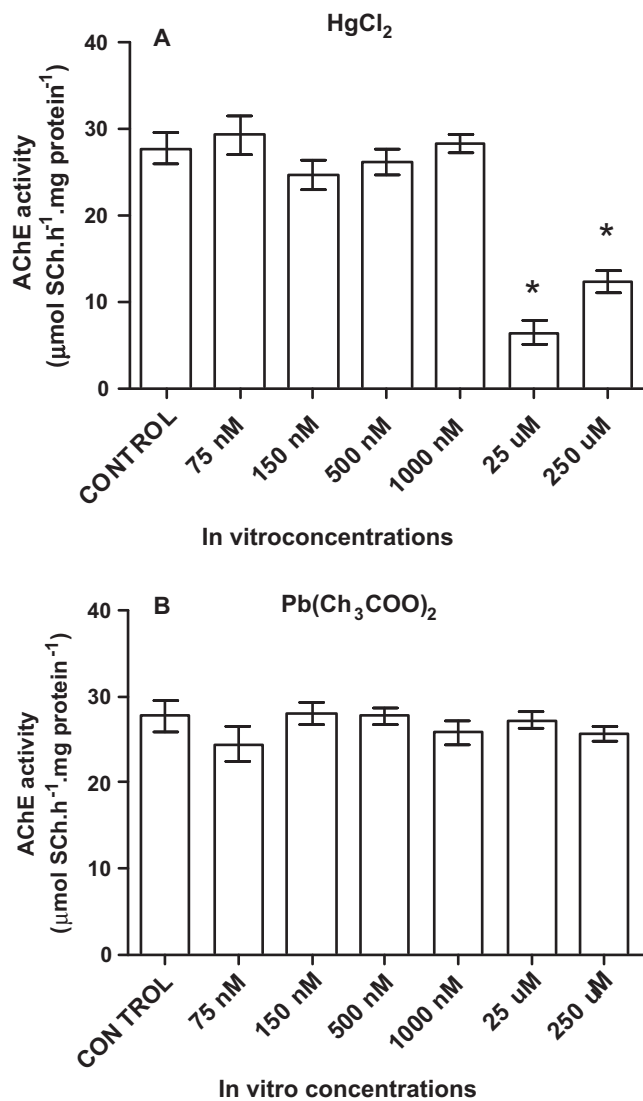 A
HgCl₂
AChE activity
(μmol SCh.h⁻¹.mg protein⁻¹)
40
30
20
10
0
*
*
CONTROL
75 nM
150 nM
500 nM
1000 nM
25 uM
250 uM
In vitroconcentrations
B
Pb(Ch₃COO)₂
AChE activity
(μmol SCh.h⁻¹.mg protein⁻¹)
40
30
20
10
0
CONTROL
75 nM
150 nM
500 nM
1000 nM
25 uM
250 uM
In vitro concentrations